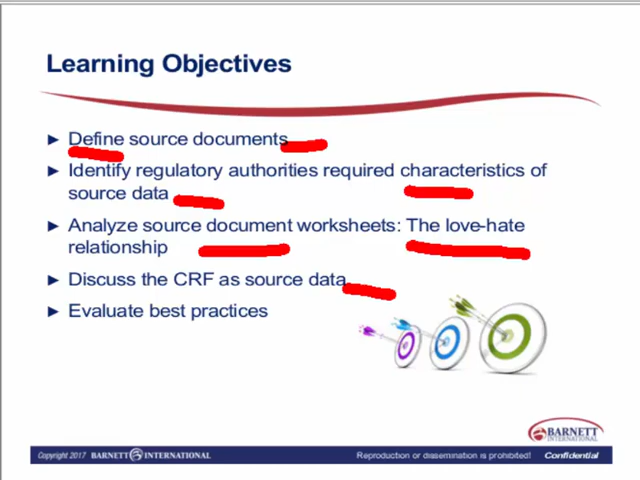 Learning Objectives
► Define source documents
► Identify regulatory authorities required characteristics of
source data
► Analyze source document worksheets: The love-hate
relationship
► Discuss the CRF as source data
► Evaluate best practices
BARNETT
INTERNATIONAL
Copyright 2017 BARNETT INTERNATIONAL Reproduction or dissemination is prohibited! Confidential